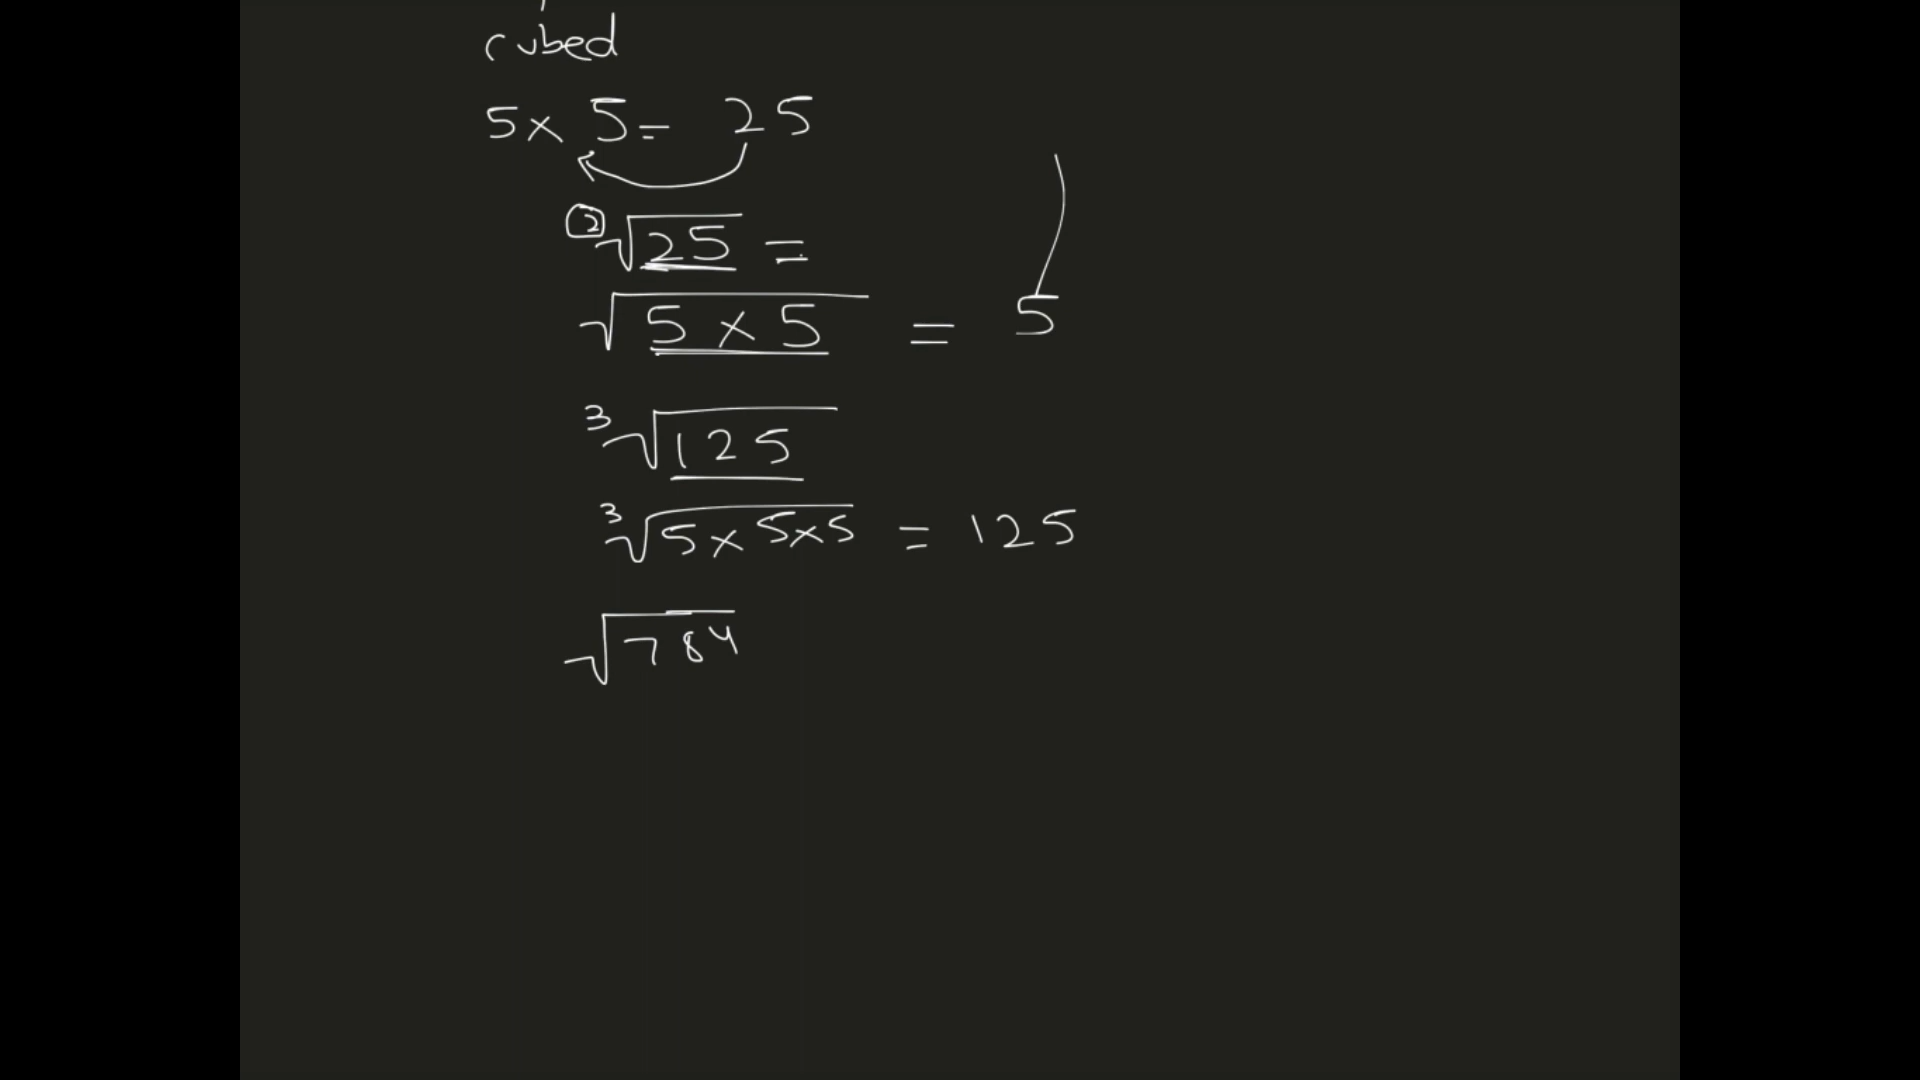 cubed
5 × 5 = 25
²√25 =
√5 × 5 = 5
³√125
³√5 × 5 × 5 = 125
√784